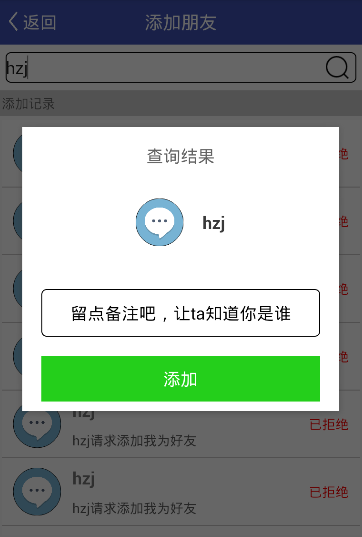 返回
添加朋友
hzj
添加记录
查询结果
hzj
留点备注吧，让ta知道你是谁
添加
hzj
hzj请求添加我为好友
已拒绝
hzj
hzj请求添加我为好友
已拒绝